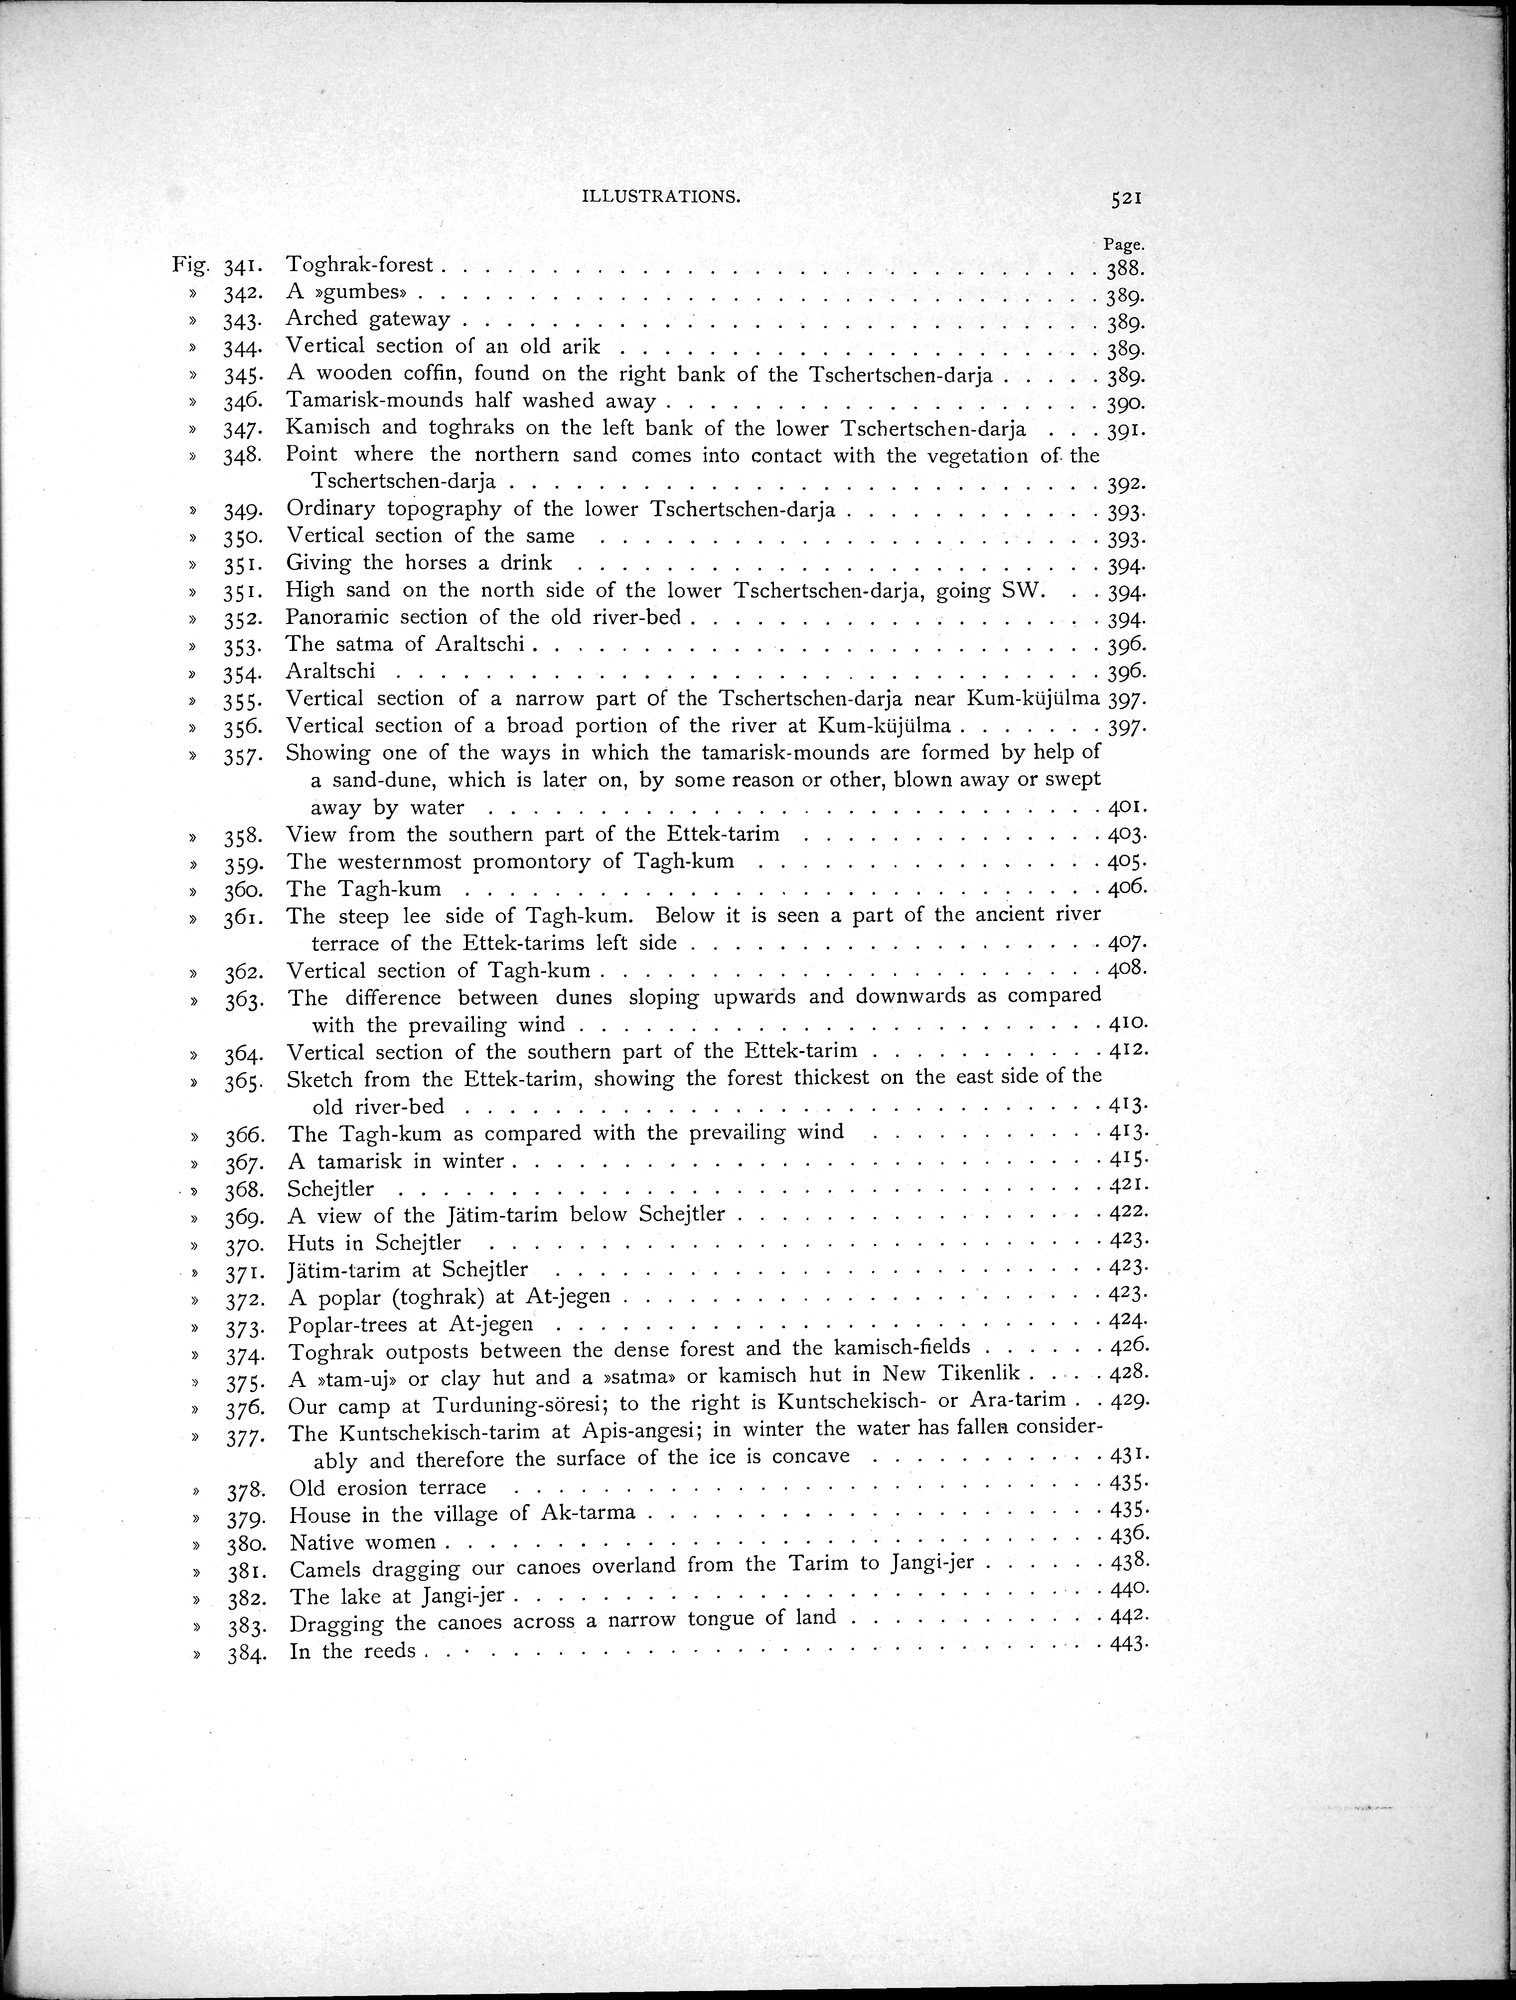 ILLUSTRATIONS. 521
Page.
Fig. 341. Toghrak-forest . . . . . . . . . . 388.
» 342. A »gumbes» . . . . . . . . . . 389.
» 343. Arched gateway . . . . . . . . . . 389.
» 344. Vertical section of an old arik . . . . . . . . . . 389.
» 345. A wooden coffin, found on the right bank of the Tschertschen-darja . . . . . 389.
» 346. Tamarisk-mounds half washed away . . . . . . . . . . 390.
» 347. Kamisch and toghraks on the left bank of the lower Tschertschen-darja . . . 391.
» 348. Point where the northern sand comes into contact with the vegetation of the
Tschertschen-darja . . . . . . . . . . 392.
» 349. Ordinary topography of the lower Tschertschen-darja . . . . . . . . . . 393.
» 350. Vertical section of the same . . . . . . . . . . 393.
» 351. Giving the horses a drink . . . . . . . . . . 394.
» 351. High sand on the north side of the lower Tschertschen-darja, going SW. . . 394.
» 352. Panoramic section of the old river-bed . . . . . . . . . . 394.
» 353. The satma of Araltschi . . . . . . . . . . 396.
» 354. Araltschi . . . . . . . . . . 396.
» 355. Vertical section of a narrow part of the Tschertschen-darja near Kum-küjülma 397.
» 356. Vertical section of a broad portion of the river at Kum-küjülma . . . . . . . 397.
» 357. Showing one of the ways in which the tamarisk-mounds are formed by help of
a sand-dune, which is later on, by some reason or other, blown away or swept
away by water . . . . . . . . . . 401.
» 358. View from the southern part of the Ettek-tarim . . . . . . . . . . 403.
» 359. The westernmost promontory of Tagh-kum . . . . . . . . . . 405.
» 360. The Tagh-kum . . . . . . . . . . 406.
» 361. The steep lee side of Tagh-kum. Below it is seen a part of the ancient river
terrace of the Ettek-tarims left side . . . . . . . . . . 407.
» 362. Vertical section of Tagh-kum . . . . . . . . . . 408.
» 363. The difference between dunes sloping upwards and downwards as compared
with the prevailing wind . . . . . . . . . . 410.
» 364. Vertical section of the southern part of the Ettek-tarim . . . . . . . . . . 412.
» 365. Sketch from the Ettek-tarim, showing the forest thickest on the east side of the
old river-bed . . . . . . . . . . 413.
» 366. The Tagh-kum as compared with the prevailing wind . . . . . . . . . . 413.
» 367. A tamarisk in winter . . . . . . . . . . 415.
» 368. Schejtler . . . . . . . . . . 421.
» 369. A view of the Jätim-tarim below Schejtler . . . . . . . . . . 422.
» 370. Huts in Schejtler . . . . . . . . . . 423.
» 371. Jätim-tarim at Schejtler . . . . . . . . . . 423.
» 372. A poplar (toghrak) at At-jegen . . . . . . . . . . 423.
» 373. Poplar-trees at At-jegen . . . . . . . . . . 424.
» 374. Toghrak outposts between the dense forest and the kamisch-fields . . . . . . 426.
» 375. A »tam-uj» or clay hut and a »satma» or kamisch hut in New Tikenlik . . . . 428.
» 376. Our camp at Turduning-söresi; to the right is Kuntschekisch- or Ara-tarim . . 429.
» 377. The Kuntschekisch-tarim at Apis-angesi; in winter the water has fallen consider-
ably and therefore the surface of the ice is concave . . . . . . . . . . 431.
» 378. Old erosion terrace . . . . . . . . . . 435.
» 379. House in the village of Ak-tarma . . . . . . . . . . 435.
» 380. Native women . . . . . . . . . . 436.
» 381. Camels dragging our canoes overland from the Tarim to Jangi-jer . . . . . . 438.
» 382. The lake at Jangi-jer . . . . . . . . . . 440.
» 383. Dragging the canoes across a narrow tongue of land . . . . . . . . . . 442.
» 384. In the reeds . . . . . . . . . . 443.